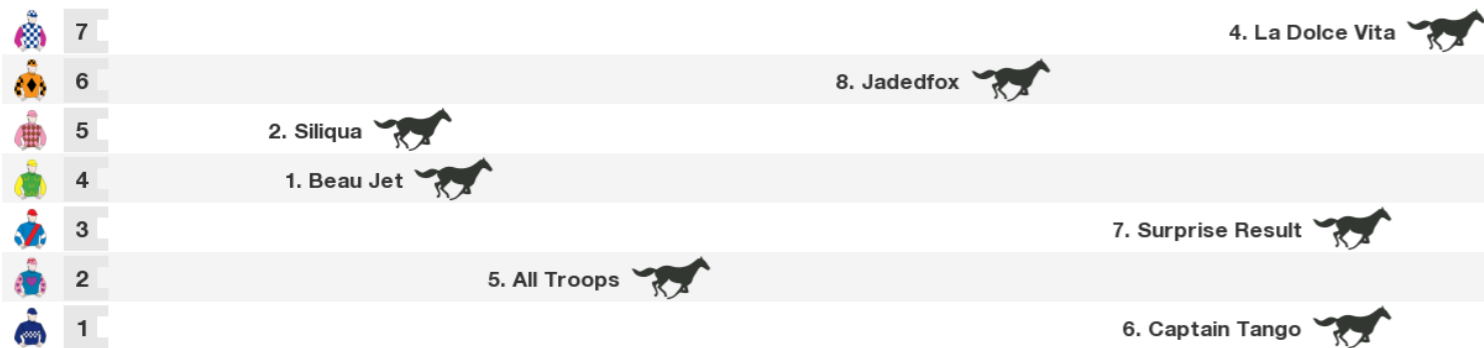 7 4. La Dolce Vita
6 8. Jadedfox
5 2. Siliqua
4 1. Beau Jet
3 7. Surprise Result
2 5. All Troops
1 6. Captain Tango